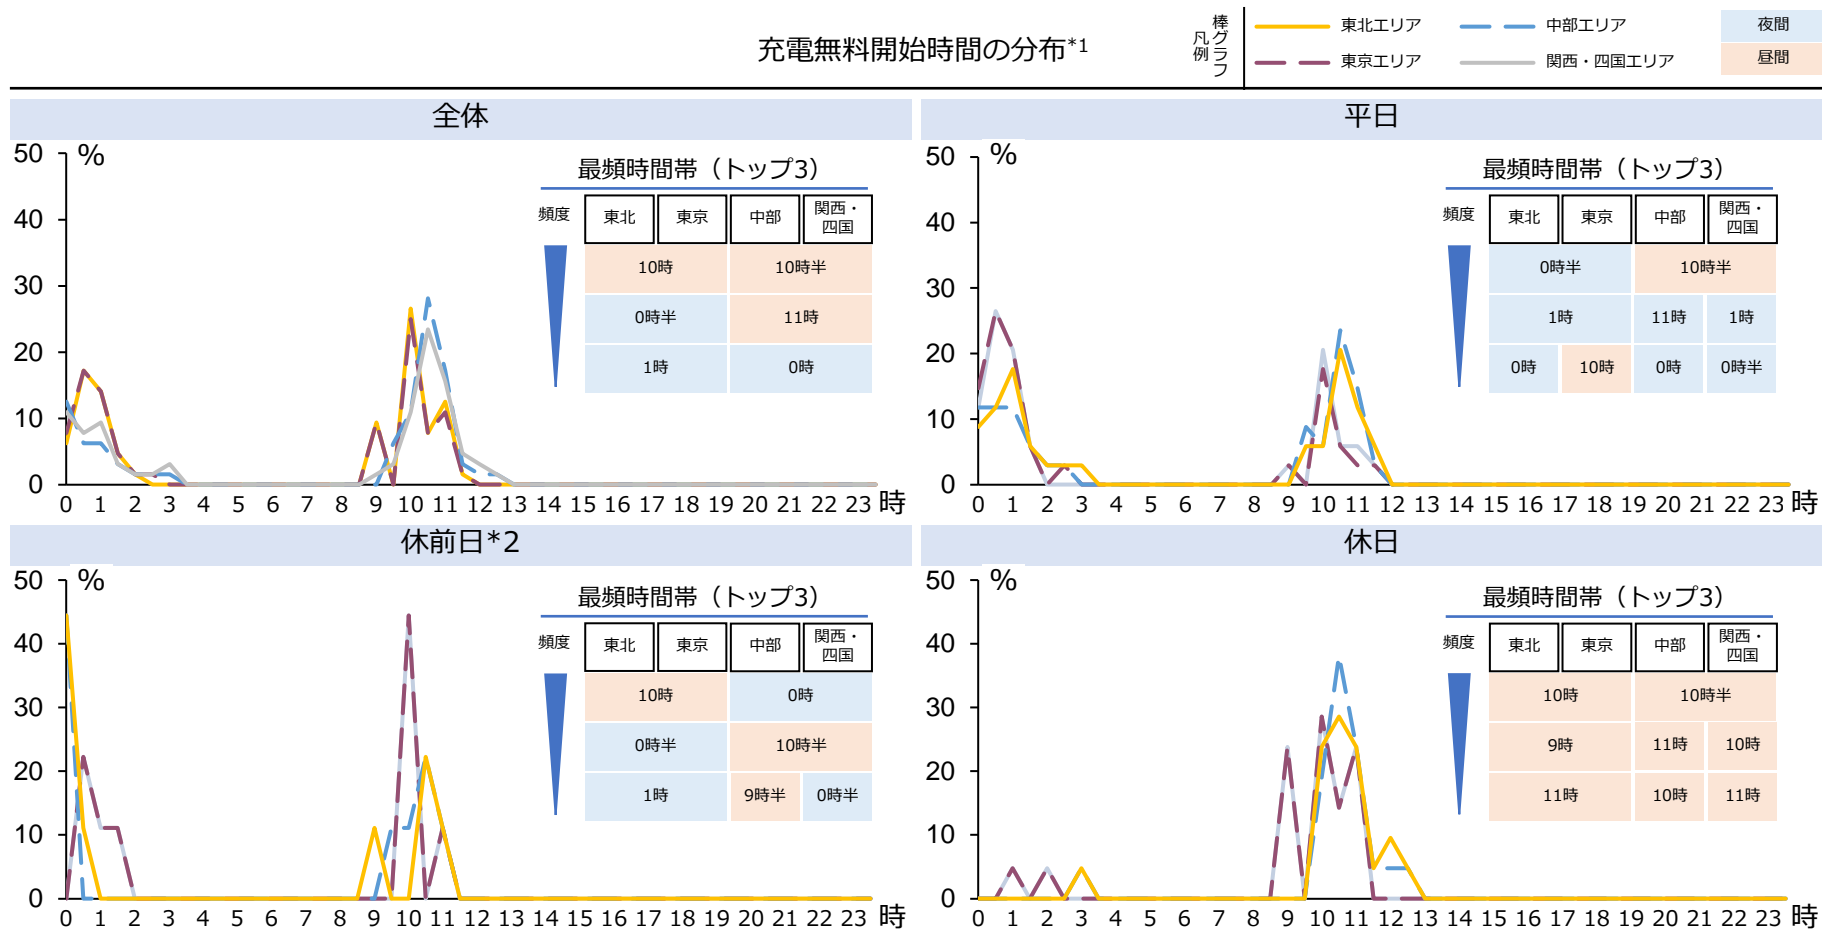 充電無料開始時間の分布*1
棒グラフ
凡例
東北エリア
中部エリア
夜間
東京エリア
関西・四国エリア
昼間
全体
50
%
40
30
20
10
0
0 1 2 3 4 5 6 7 8 9 10 11 12 13 14 15 16 17 18 19 20 21 22 23 時
最頻時間帯（トップ3）
頻度
東北 東京 中部 関西・
四国
10時 10時半
0時半 11時
1時 0時
平日
50
%
40
30
20
10
0
0 1 2 3 4 5 6 7 8 9 10 11 12 13 14 15 16 17 18 19 20 21 22 23 時
最頻時間帯（トップ3）
頻度
東北 東京 中部 関西・
四国
0時半 10時半
1時 11時 1時
0時 10時 0時 0時半
休前日*2
50
%
40
30
20
10
0
0 1 2 3 4 5 6 7 8 9 10 11 12 13 14 15 16 17 18 19 20 21 22 23 時
最頻時間帯（トップ3）
頻度
東北 東京 中部 関西・
四国
10時 0時
0時半 10時半
1時 9時半 0時半
休日
50
%
40
30
20
10
0
0 1 2 3 4 5 6 7 8 9 10 11 12 13 14 15 16 17 18 19 20 21 22 23 時
最頻時間帯（トップ3）
頻度
東北 東京 中部 関西・
四国
10時 10時半
9時 11時 10時
11時 10時 11時